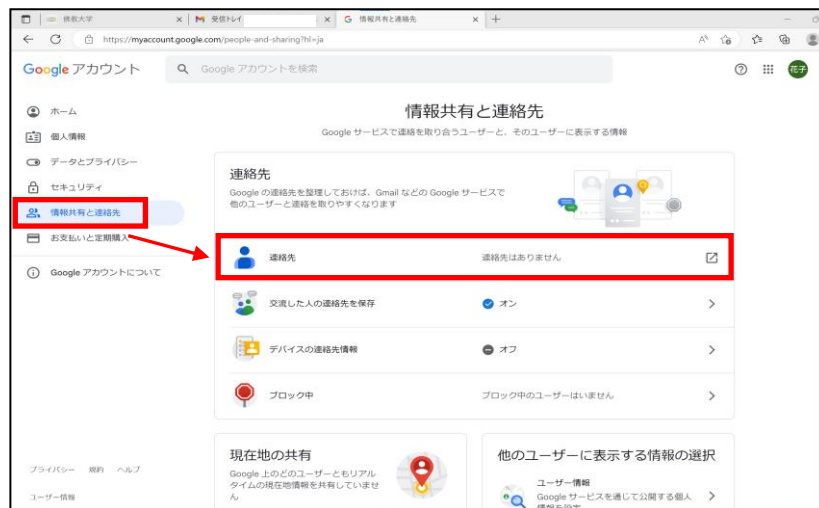 佛教大学
受信トレイ
情報共有と連絡先
https://myaccount.google.com/people-and-sharing?hl=ja
Google アカウント
Google アカウントを検索
花子
ホーム
個人情報
データとプライバシー
セキュリティ
情報共有と連絡先
お支払いと定期購入
Google アカウントについて
情報共有と連絡先
Google サービスで連絡を取り合うユーザーと、そのユーザーに表示する情報
連絡先
Google の連絡先を整理しておけば、Gmail などの Google サービスで
他のユーザーと連絡を取りやすくなります
連絡先 連絡先はありません
交流した人の連絡先を保存 オン
デバイスの連絡先情報 オフ
ブロック中 ブロック中のユーザーはいません
現在地の共有
Google 上のどのユーザーともリアル
タイムの現在地情報を共有していませ
ん
他のユーザーに表示する情報の選択
ユーザー情報
Google サービスを通じて公開する個人
情報を設定
プライバシー 規約 ヘルプ
ユーザー情報